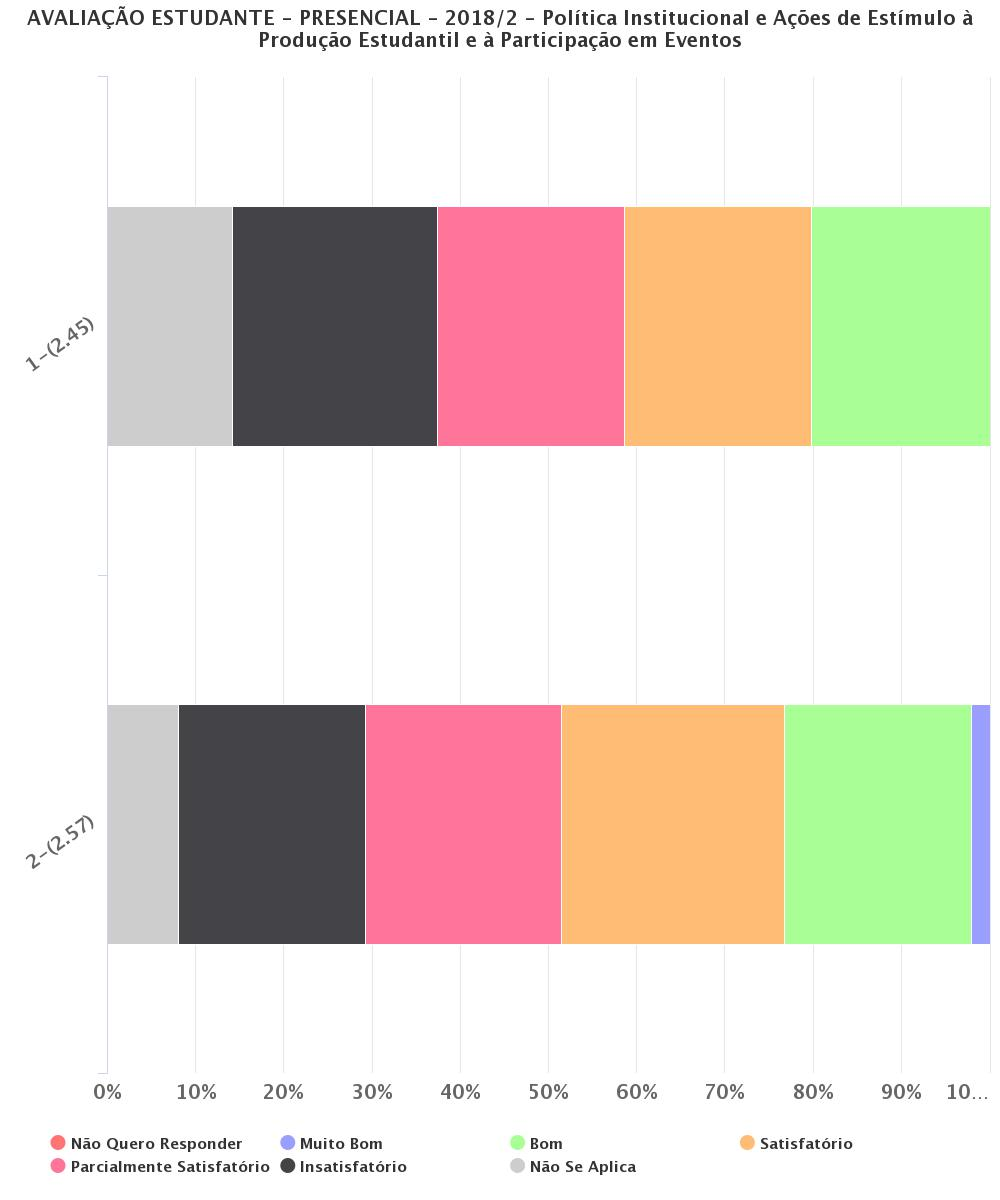 AVALIAÇÃO ESTUDANTE - PRESENCIAL - 2018/2 - Política Institucional e Ações de Estímulo à
Produção Estudantil e à Participação em Eventos
1-(2.45)
2-(2.57)
0% 10% 20% 30% 40% 50% 60% 70% 80% 90% 10...
Não Quero Responder Muito Bom Bom Satisfatório
Parcialmente Satisfatório Insatisfatório Não Se Aplica